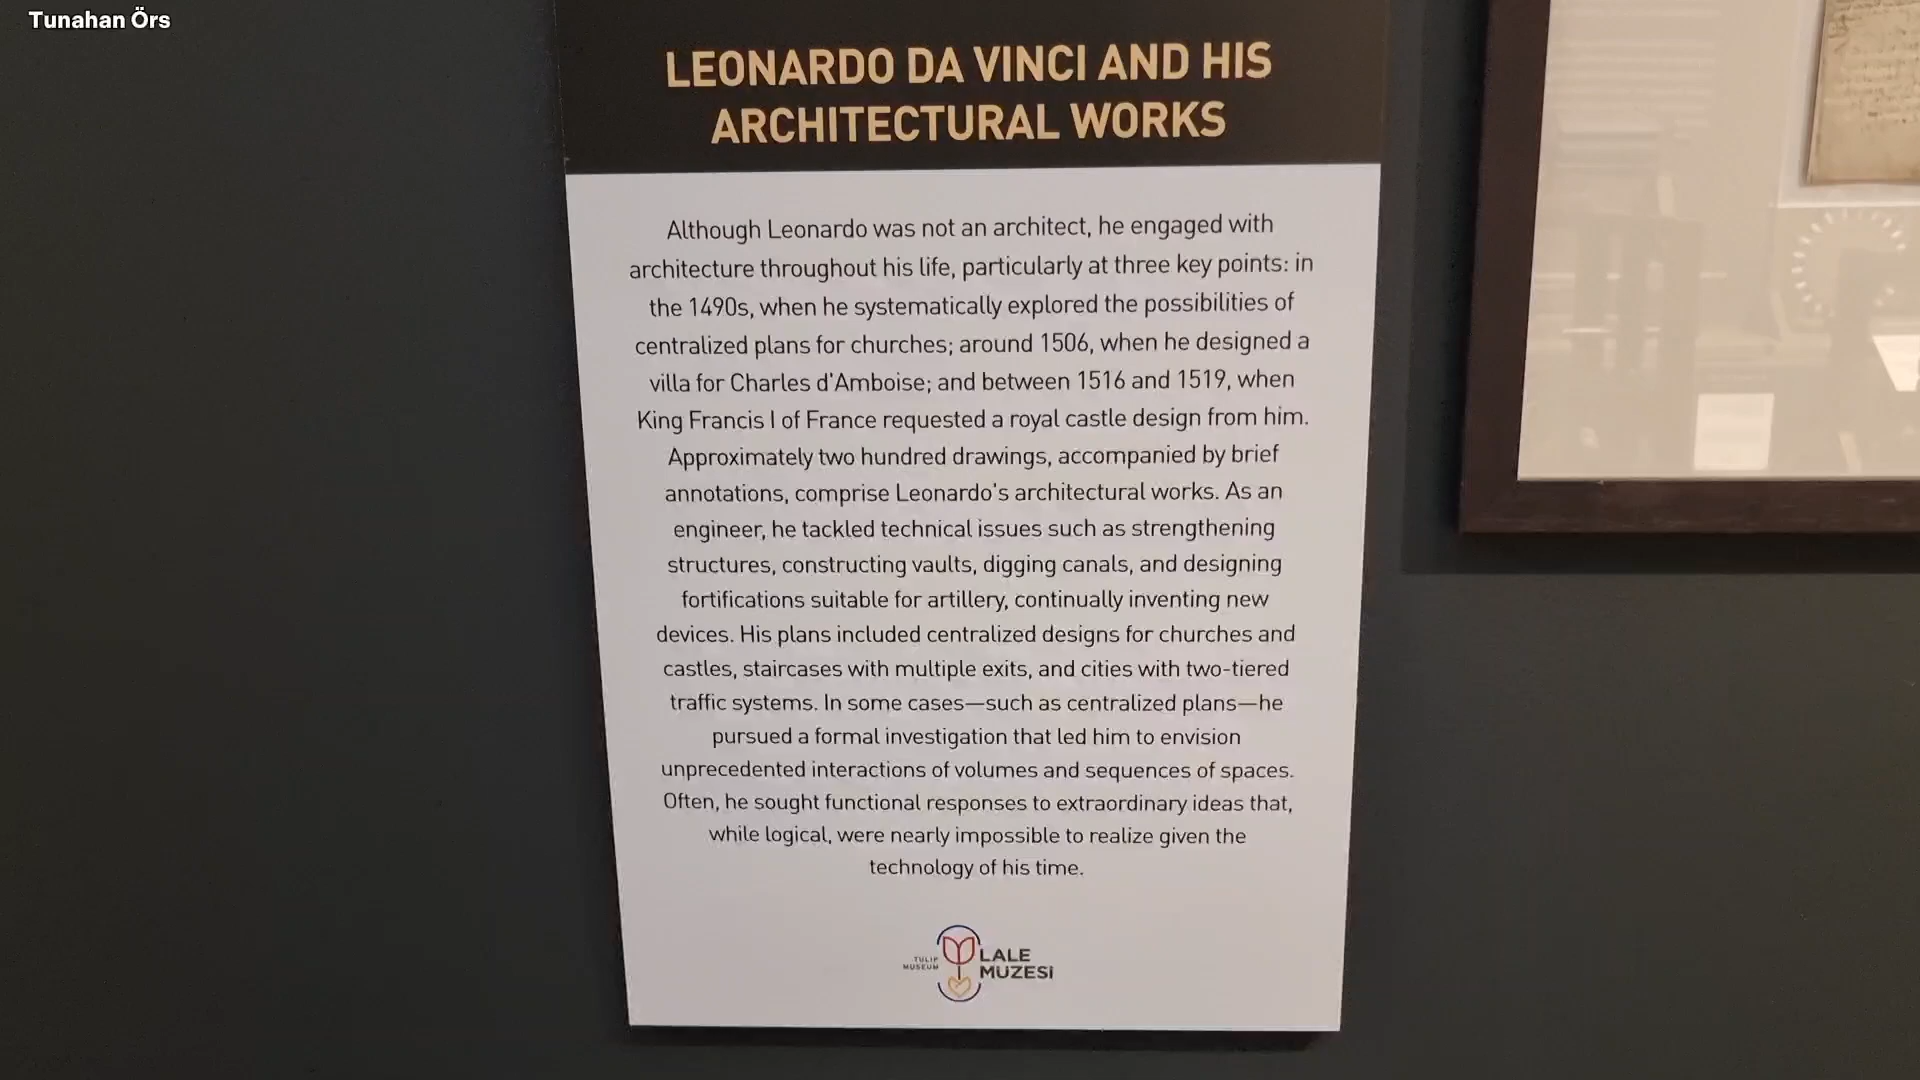 Tunahan Örs
LEONARDO DA VINCI AND HIS
ARCHITECTURAL WORKS
Although Leonardo was not an architect, he engaged with
architecture throughout his life, particularly at three key points: in
the 1490s, when he systematically explored the possibilities of
centralized plans for churches; around 1506, when he designed a
villa for Charles d'Amboise; and between 1516 and 1519, when
King Francis I of France requested a royal castle design from him.
Approximately two hundred drawings, accompanied by brief
annotations, comprise Leonardo's architectural works. As an
engineer, he tackled technical issues such as strengthening
structures, constructing vaults, digging canals, and designing
fortifications suitable for artillery, continually inventing new
devices. His plans included centralized designs for churches and
castles, staircases with multiple exits, and cities with two-tiered
traffic systems. In some cases—such as centralized plans—he
pursued a formal investigation that led him to envision
unprecedented interactions of volumes and sequences of spaces.
Often, he sought functional responses to extraordinary ideas that,
while logical, were nearly impossible to realize given the
technology of his time.
TULIP
MUSEUM
LALE
MÜZESİ